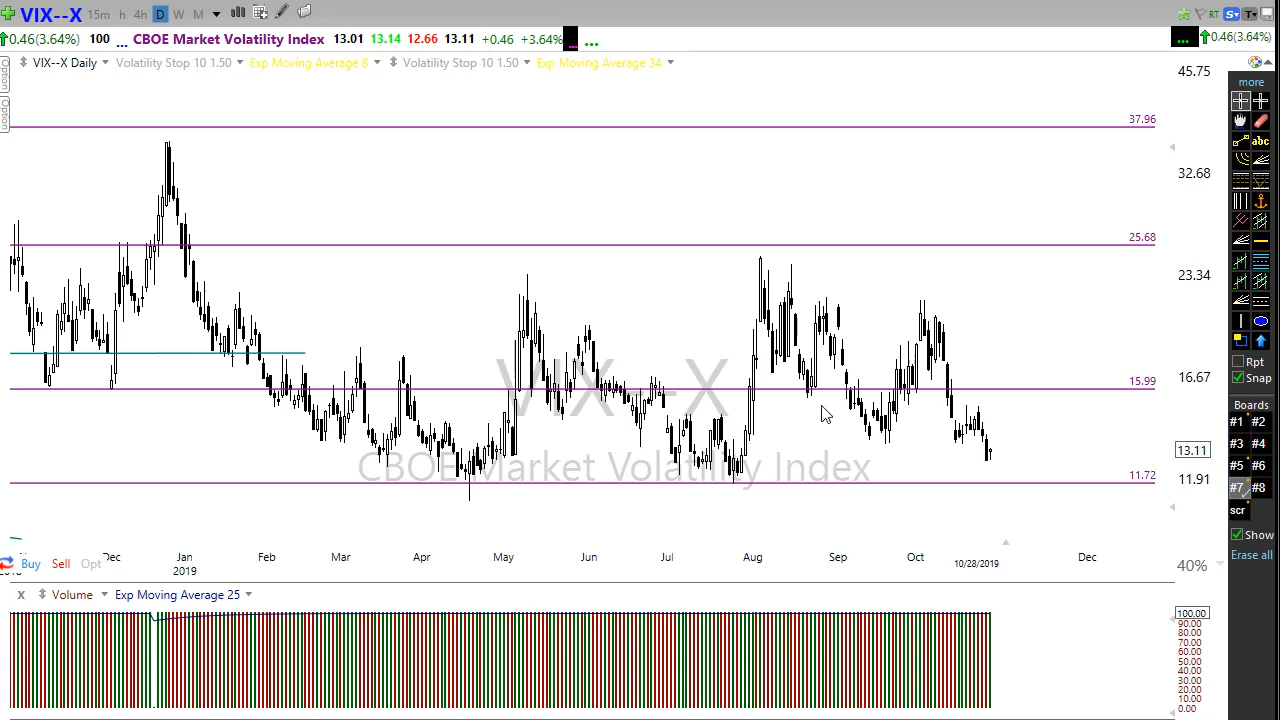 VIX--X 15m h 4h D W M RT S T
0.46(3.64%) 100 ... CBOE Market Volatility Index 13.01 13.14 12.66 13.11 +0.46 +3.64% ... ... ... 0.46(3.64%)
VIX--X Daily Volatility Stop 10 1.50 Exp Moving Average 8 Volatility Stop 10 1.50 Exp Moving Average 34
Option
Option
45.75
more
37.96
abc
32.68
25.68
23.34
15.99
16.67
VIX--X
Rpt
Snap
Boards
#1 #2
#3 #4
13.11
CBOE Market Volatility Index
#5 #6
11.72
11.91
#7 #8
scr
Show
Erase all
Dec Jan Feb Mar Apr May Jun Jul Aug Sep Oct 10/28/2019 Dec
2019
Buy Sell Opt
40%
X Volume Exp Moving Average 25
100.00
90.00
80.00
70.00
60.00
50.00
40.00
30.00
20.00
10.00
0.00